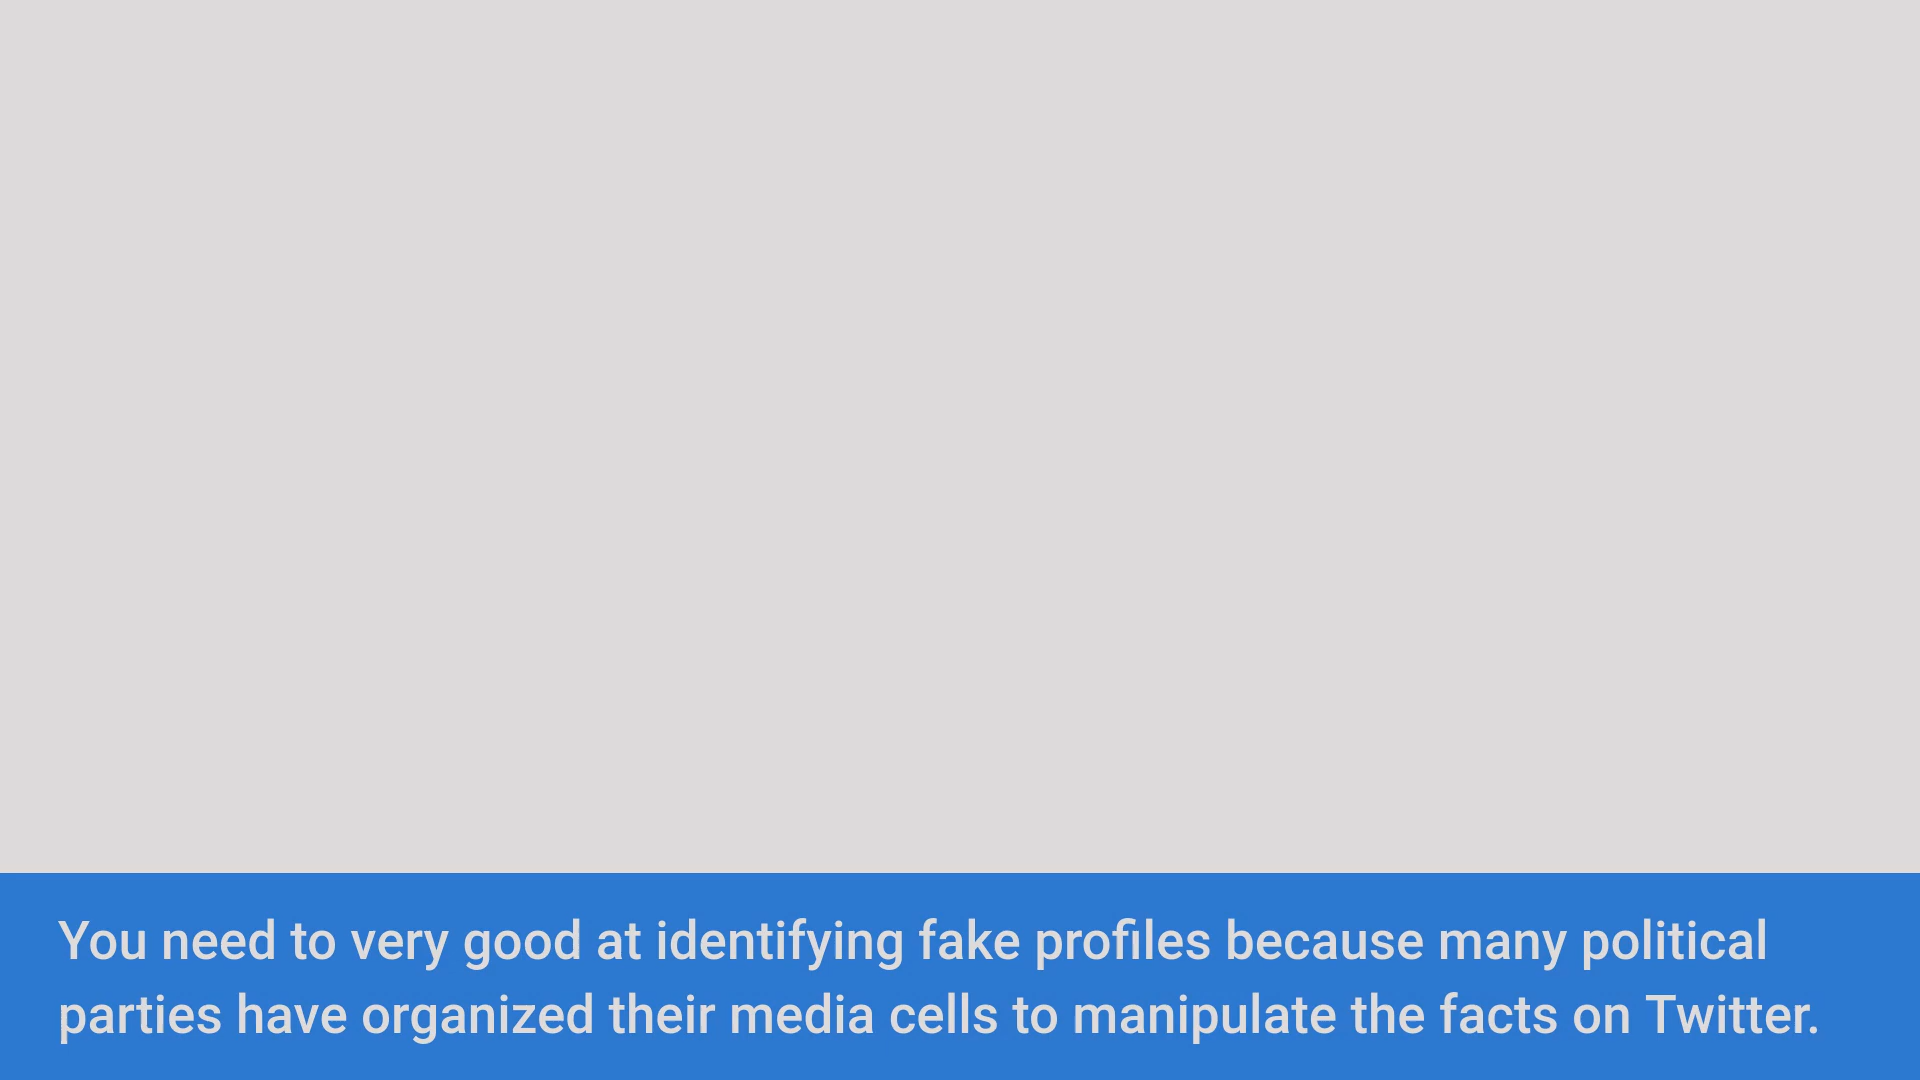 You need to very good at identifying fake profiles because many political
parties have organized their media cells to manipulate the facts on Twitter.